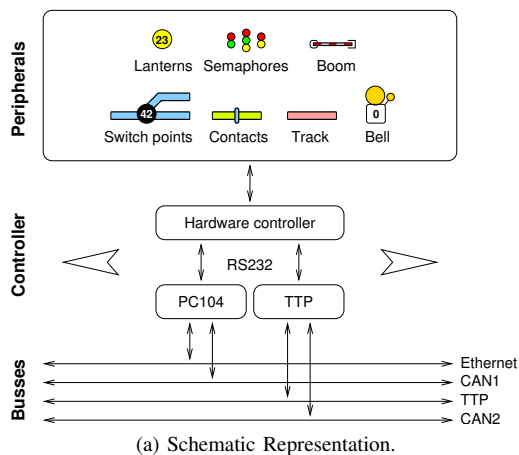 Peripherals
23
Lanterns Semaphores Boom
42
0
Switch points Contacts Track Bell
Controller
Hardware controller
RS232
PC104 TTP
Busses
Ethernet
CAN1
TTP
CAN2
(a) Schematic Representation.